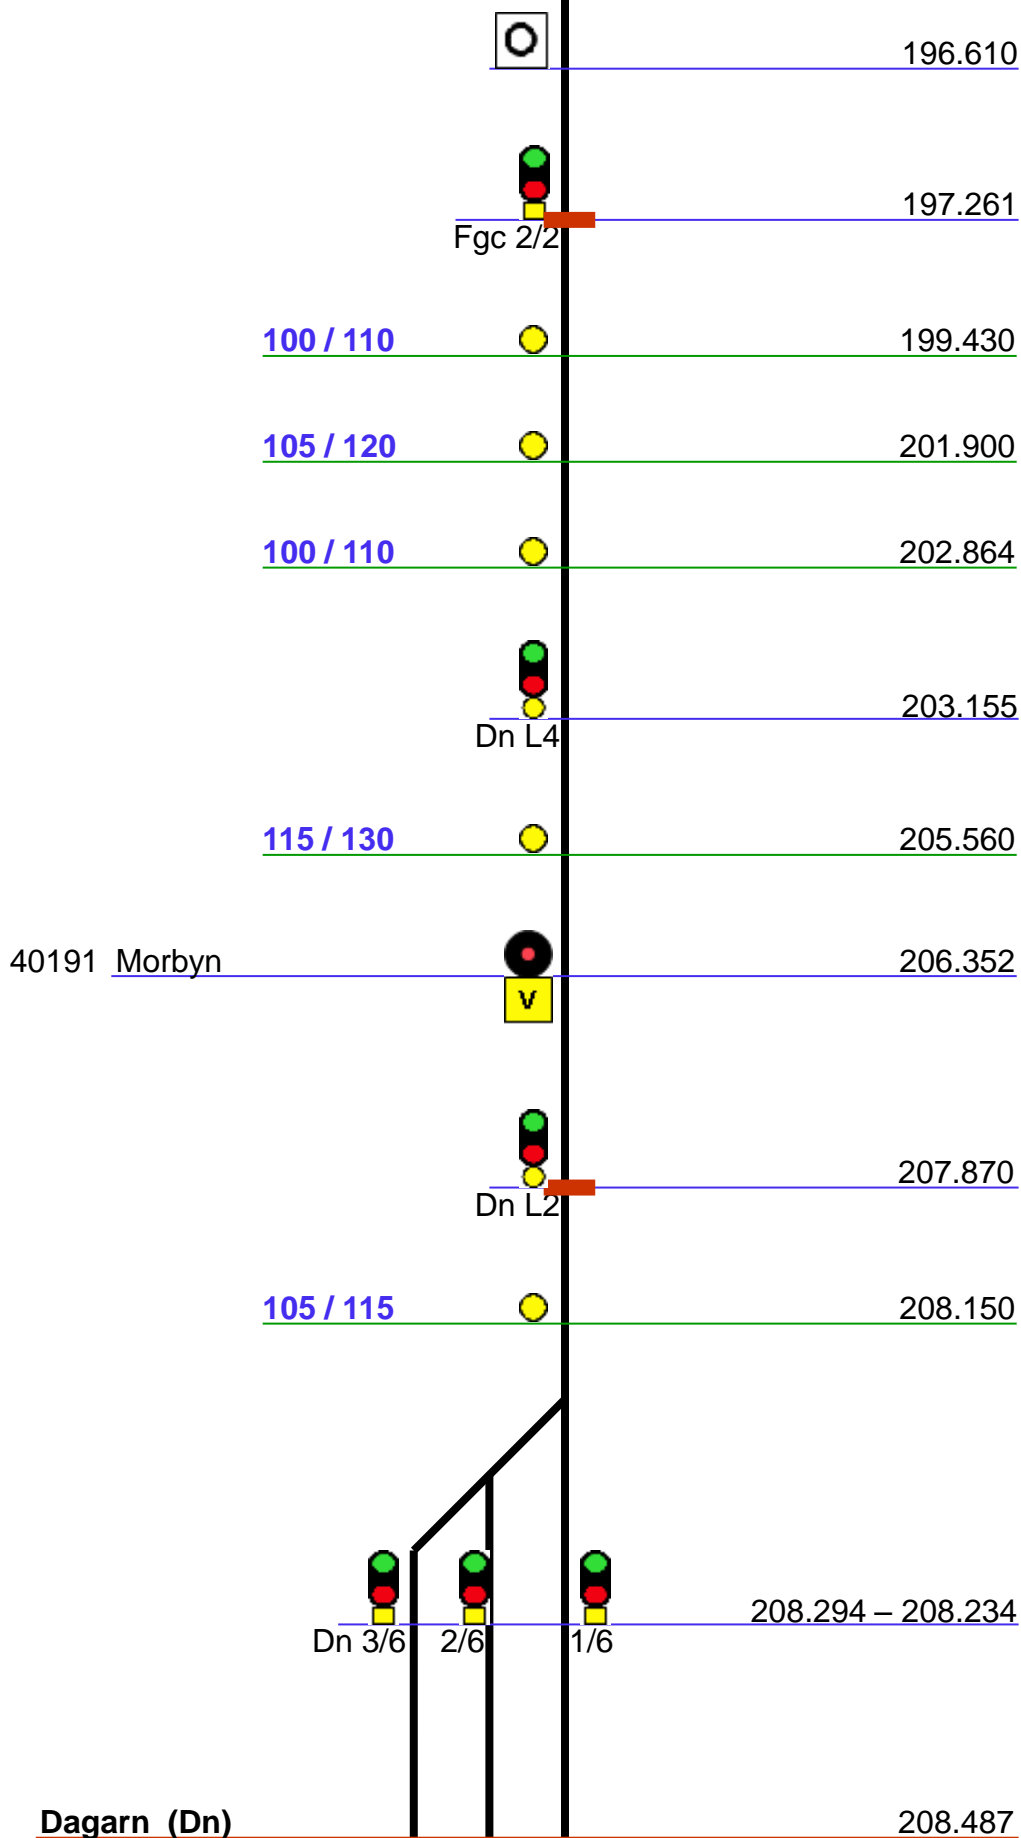 O 196.610
197.261
Fgc 2/2
100 / 110 199.430
105 / 120 201.900
100 / 110 202.864
203.155
Dn L4
115 / 130 205.560
40191 Morbyn 206.352
V
207.870
Dn L2
105 / 115 208.150
208.294 – 208.234
Dn 3/6 2/6 1/6
Dagarn (Dn) 208.487